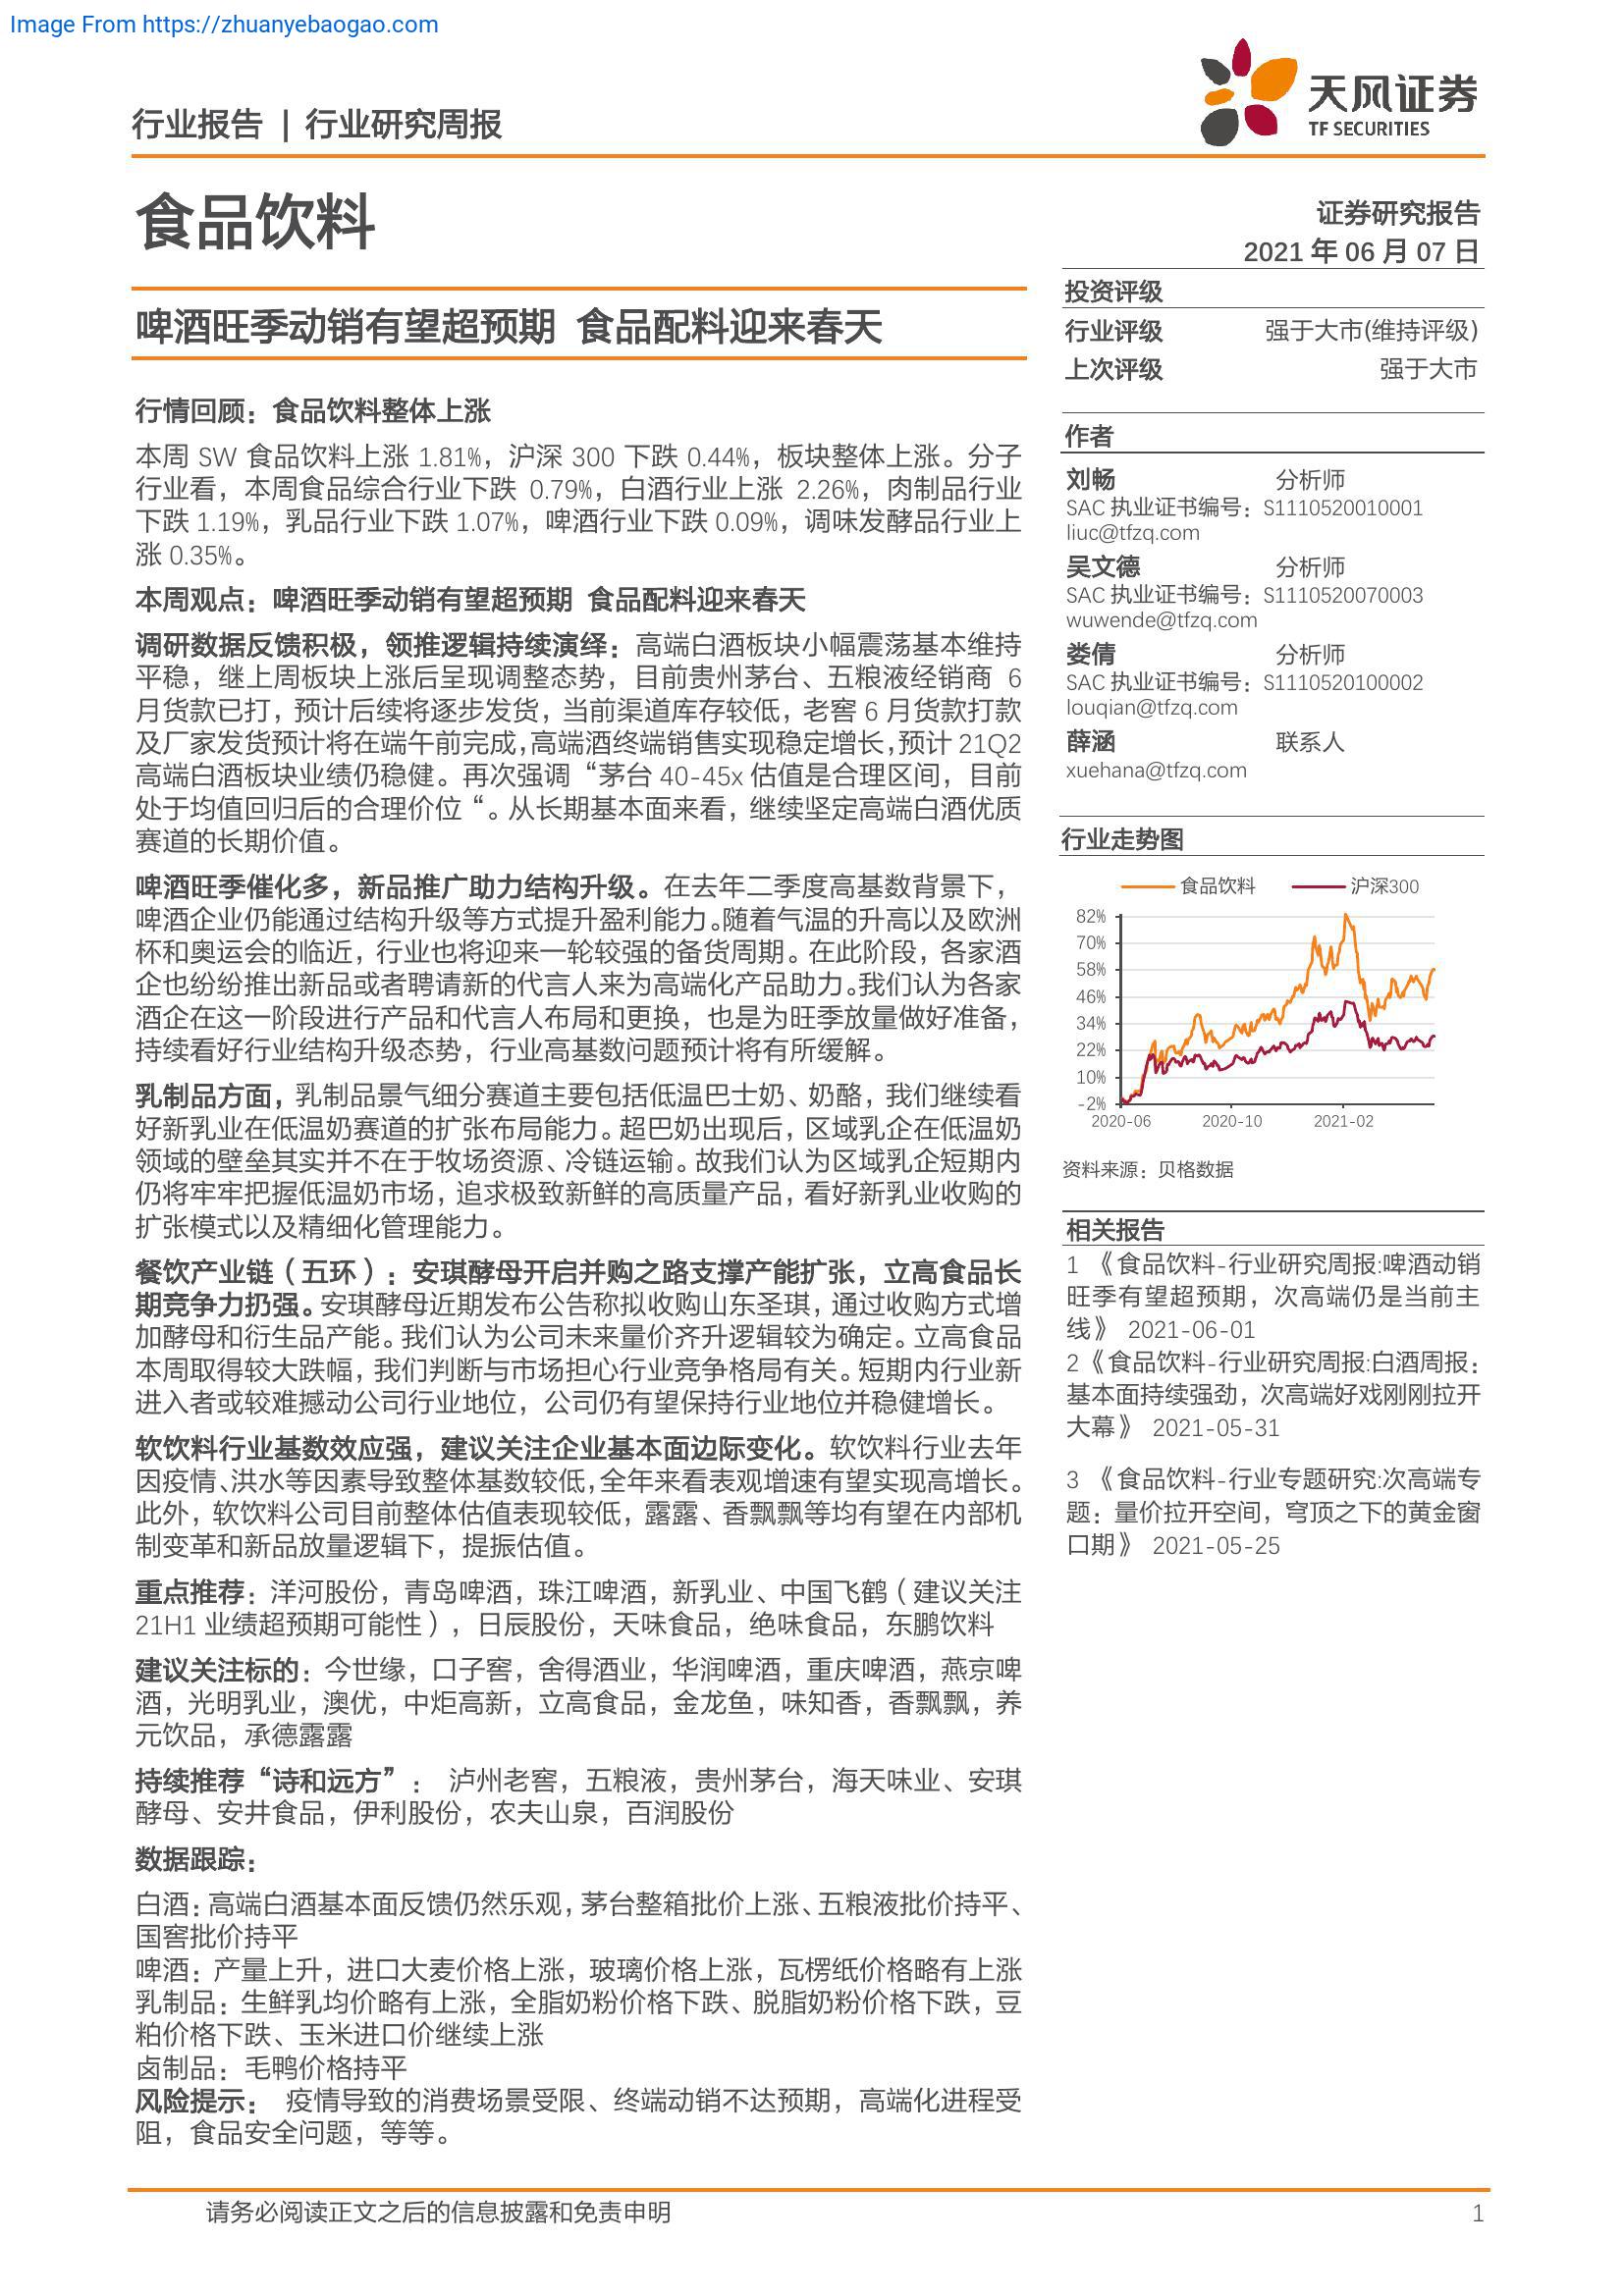 Image From https://zhuanyebaogao.com
行业报告 | 行业研究周报
天风证券
TF SECURITIES
食品饮料
证券研究报告
2021 年 06 月 07 日
啤酒旺季动销有望超预期 食品配料迎来春天
行情回顾：食品饮料整体上涨
本周 SW 食品饮料上涨 1.81%，沪深 300 下跌 0.44%，板块整体上涨。分子
行业看，本周食品综合行业下跌 0.79%，白酒行业上涨 2.26%，肉制品行业
下跌 1.19%，乳品行业下跌 1.07%，啤酒行业下跌 0.09%，调味发酵品行业上
涨 0.35%。
本周观点：啤酒旺季动销有望超预期 食品配料迎来春天
调研数据反馈积极，领推逻辑持续演绎：高端白酒板块小幅震荡基本维持
平稳，继上周板块上涨后呈现调整态势，目前贵州茅台、五粮液经销商 6
月货款已打，预计后续将逐步发货，当前渠道库存较低，老窖 6 月货款打款
及厂家发货预计将在端午前完成，高端酒终端销售实现稳定增长，预计 21Q2
高端白酒板块业绩仍稳健。再次强调“茅台 40-45x 估值是合理区间，目前
处于均值回归后的合理价位“。从长期基本面来看，继续坚定高端白酒优质
赛道的长期价值。
啤酒旺季催化多，新品推广助力结构升级。在去年二季度高基数背景下，
啤酒企业仍能通过结构升级等方式提升盈利能力。随着气温的升高以及欧洲
杯和奥运会的临近，行业也将迎来一轮较强的备货周期。在此阶段，各家酒
企也纷纷推出新品或者聘请新的代言人来为高端化产品助力。我们认为各家
酒企在这一阶段进行产品和代言人布局和更换，也是为旺季放量做好准备，
持续看好行业结构升级态势，行业高基数问题预计将有所缓解。
乳制品方面，乳制品景气细分赛道主要包括低温巴士奶、奶酪，我们继续看
好新乳业在低温奶赛道的扩张布局能力。超巴奶出现后，区域乳企在低温奶
领域的壁垒其实并不在于牧场资源、冷链运输。故我们认为区域乳企短期内
仍将牢牢把握低温奶市场，追求极致新鲜的高质量产品，看好新乳业收购的
扩张模式以及精细化管理能力。
餐饮产业链（五环）：安琪酵母开启并购之路支撑产能扩张，立高食品长
期竞争力扔强。安琪酵母近期发布公告称拟收购山东圣琪，通过收购方式增
加酵母和衍生品产能。我们认为公司未来量价齐升逻辑较为确定。立高食品
本周取得较大跌幅，我们判断与市场担心行业竞争格局有关。短期内行业新
进入者或较难撼动公司行业地位，公司仍有望保持行业地位并稳健增长。
软饮料行业基数效应强，建议关注企业基本面边际变化。软饮料行业去年
因疫情、洪水等因素导致整体基数较低，全年来看表观增速有望实现高增长。
此外，软饮料公司目前整体估值表现较低，露露、香飘飘等均有望在内部机
制变革和新品放量逻辑下，提振估值。
重点推荐：洋河股份，青岛啤酒，珠江啤酒，新乳业、中国飞鹤（建议关注
21H1 业绩超预期可能性），日辰股份，天味食品，绝味食品，东鹏饮料
建议关注标的：今世缘，口子窖，舍得酒业，华润啤酒，重庆啤酒，燕京啤
酒，光明乳业，澳优，中炬高新，立高食品，金龙鱼，味知香，香飘飘，养
元饮品，承德露露
持续推荐“诗和远方”： 泸州老窖，五粮液，贵州茅台，海天味业、安琪
酵母、安井食品，伊利股份，农夫山泉，百润股份
数据跟踪：
白酒：高端白酒基本面反馈仍然乐观，茅台整箱批价上涨、五粮液批价持平、
国窖批价持平
啤酒：产量上升，进口大麦价格上涨，玻璃价格上涨，瓦楞纸价格略有上涨
乳制品：生鲜乳均价略有上涨，全脂奶粉价格下跌、脱脂奶粉价格下跌，豆
粕价格下跌、玉米进口价继续上涨
卤制品：毛鸭价格持平
风险提示： 疫情导致的消费场景受限、终端动销不达预期，高端化进程受
阻，食品安全问题，等等。
投资评级
行业评级 强于大市(维持评级)
上次评级 强于大市
作者
刘畅 分析师
SAC 执业证书编号：S1110520010001
liuc@tfzq.com
吴文德 分析师
SAC 执业证书编号：S1110520070003
wuwende@tfzq.com
娄倩 分析师
SAC 执业证书编号：S1110520100002
louqian@tfzq.com
薛涵 联系人
xuehana@tfzq.com
行业走势图
食品饮料 沪深300
82%
70%
58%
46%
34%
22%
10%
-2%
2020-06 2020-10 2021-02
资料来源：贝格数据
相关报告
1 《食品饮料-行业研究周报:啤酒动销
旺季有望超预期，次高端仍是当前主
线》 2021-06-01
2《食品饮料-行业研究周报:白酒周报：
基本面持续强劲，次高端好戏刚刚拉开
大幕》 2021-05-31
3 《食品饮料-行业专题研究:次高端专
题：量价拉开空间，穹顶之下的黄金窗
口期》 2021-05-25
请务必阅读正文之后的信息披露和免责申明 1